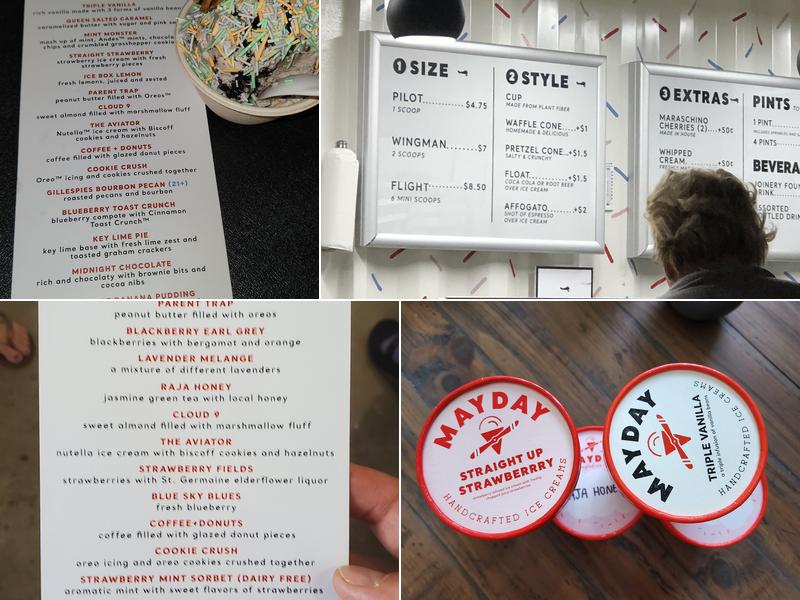 TRIPLE VANILLA
rich vanilla with 3 forms of vanilla bean
QUEEN SALTED CARAMEL
caramelized butter with sugar and pink
MINT MONSTER
mash up of mint, Andes™ mints, chocolate
chips and crumbled grasshopper cookies
STRAIGHT STRAWBERRY
strawberry ice cream with fresh
strawberry pieces
ICE BOX LEMON
fresh lemons, juiced and zested
PARENT TRAP
peanut butter filled with Oreos™
CLOUD 9
sweet almond filled with marshmallow fluff
THE AVIATOR
Nutella™ ice cream with Biscoff
cookies and hazelnuts
COFFEE + DONUTS
coffee filled with glazed donut pieces
COOKIE CRUSH
Oreo™ icing and cookies crushed together
GILLESPIES BOURBON PECAN (21+)
roasted pecans and bourbon
BLUEBERRY TOAST CRUNCH
blueberry compote with Cinnamon
Toast Crunch™
KEY LIME PIE
key lime base with fresh lime zest and
toasted graham crackers
MIDNIGHT CHOCOLATE
rich and chocolaty with brownie bits and
cocoa nibs
BANANA PUDDING
1 SIZE
PILOT............$4.75
1 SCOOP
WINGMAN............$7
2 SCOOPS
FLIGHT............$8.50
6 MINI SCOOPS
2 STYLE
CUP
MADE FROM PLANT FIBER
WAFFLE CONE....+$1
HOMEMADE & DELICIOUS
PRETZEL CONE...+$1.5
SALTY & CRUNCHY
FLOAT............+$1.5
COCA COLA OR ROOT BEER
OVER ICE CREAM
AFFOGATO........+$2
SHOT OF ESPRESSO
OVER ICE CREAM
3 EXTRAS
MARASCHINO
CHERRIES (2)....+50¢
MADE IN HOUSE
WHIPPED
CREAM............+50¢
PINTS TO
1 PINT
4 PINTS
BEVERA
PARENT TRAP
peanut butter filled with oreos
BLACKBERRY EARL GREY
blackberries with bergamot and orange
LAVENDER MELANGE
a mixture of different lavenders
RAJA HONEY
jasmine green tea with local honey
CLOUD 9
sweet almond filled with marshmallow fluff
THE AVIATOR
nutella ice cream with biscoff cookies and hazelnuts
STRAWBERRY FIELDS
strawberries with St. Germaine elderflower liquor
BLUE SKY BLUES
fresh blueberry
COFFEE+DONUTS
coffee filled with glazed donut pieces
COOKIE CRUSH
oreo icing and oreo cookies crushed together
STRAWBERRY MINT SORBET (DAIRY FREE)
aromatic mint with sweet flavors of strawberries
MAYDAY
STRAIGHT UP
STRAWBERRRY
HANDCRAFTED ICE CREAMS
AJA HONE
MAYDAY
TRIPLE VANILLA
a triple infusion of vanilla beans
HANDCRAFTED ICE CREAMS